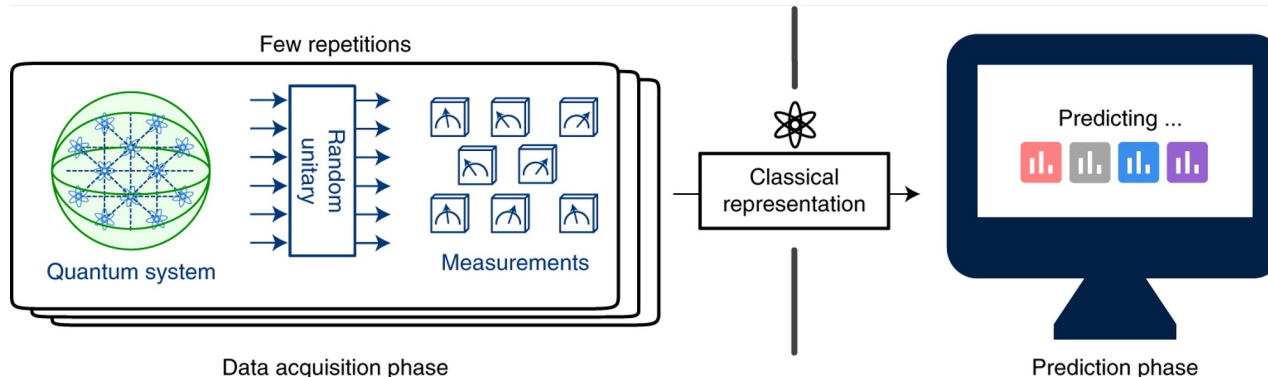 Few repetitions
Random
unitary
Quantum system
Measurements
Data acquisition phase
Classical
representation
Predicting ...
Prediction phase